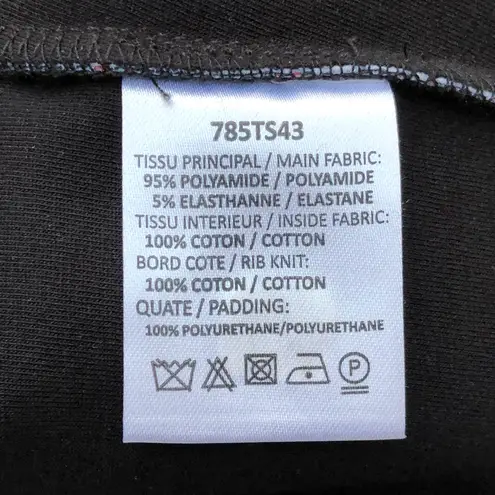 785TS43
TISSU PRINCIPAL / MAIN FABRIC:
95% POLYAMIDE / POLYAMIDE
5% ELASTHANNE / ELASTANE
TISSU INTERIEUR / INSIDE FABRIC:
100% COTON / COTTON
BORD COTE / RIB KNIT:
100% COTON / COTTON
QUATE / PADDING:
100% POLYURETHANE/POLYURETHANE
P